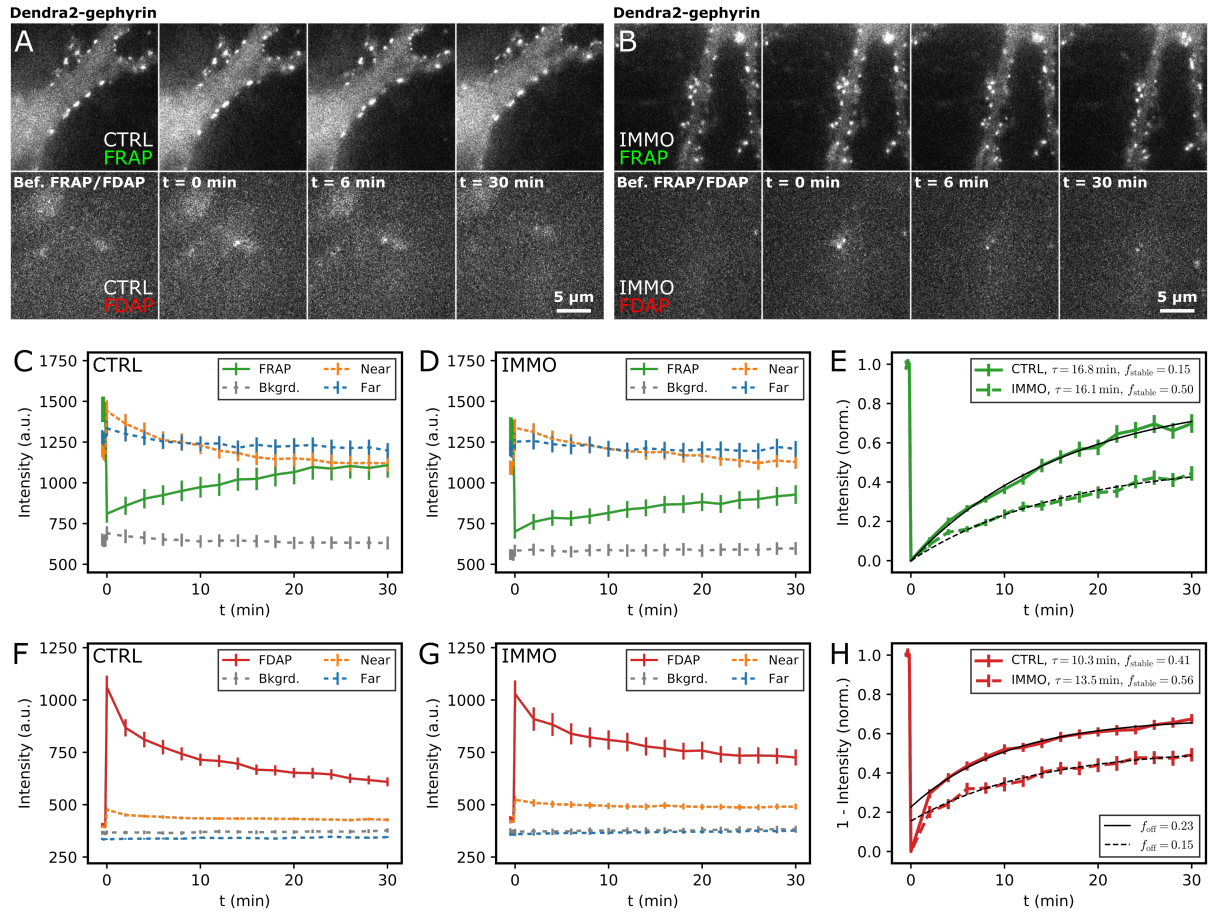 Dendra2-gephyrin
Dendra2-gephyrin
A
CTRL
FRAP
B
IMMO
FRAP
Bef. FRAP/FDAP
t = 0 min
t = 6 min
t = 30 min
CTRL
FDAP
5 µm
Bef. FRAP/FDAP
t = 0 min
t = 6 min
t = 30 min
IMMO
FDAP
5 µm
C
CTRL
FRAP
Bkgrd.
Near
Far
1750
1500
1250
1000
750
500
Intensity (a.u.)
0
10
20
30
t (min)
D
IMMO
FRAP
Bkgrd.
Near
Far
1750
1500
1250
1000
750
500
Intensity (a.u.)
0
10
20
30
t (min)
E
CTRL, τ = 16.8 min, fstable = 0.15
IMMO, τ = 16.1 min, fstable = 0.50
1.0
0.8
0.6
0.4
0.2
0.0
Intensity (norm.)
0
10
20
30
t (min)
F
CTRL
FDAP
Bkgrd.
Near
Far
1250
1000
750
500
250
Intensity (a.u.)
0
10
20
30
t (min)
G
IMMO
FDAP
Bkgrd.
Near
Far
1250
1000
750
500
250
Intensity (a.u.)
0
10
20
30
t (min)
H
CTRL, τ = 10.3 min, fstable = 0.41
IMMO, τ = 13.5 min, fstable = 0.56
1.0
0.8
0.6
0.4
0.2
0.0
1 - Intensity (norm.)
foff = 0.23
foff = 0.15
0
10
20
30
t (min)